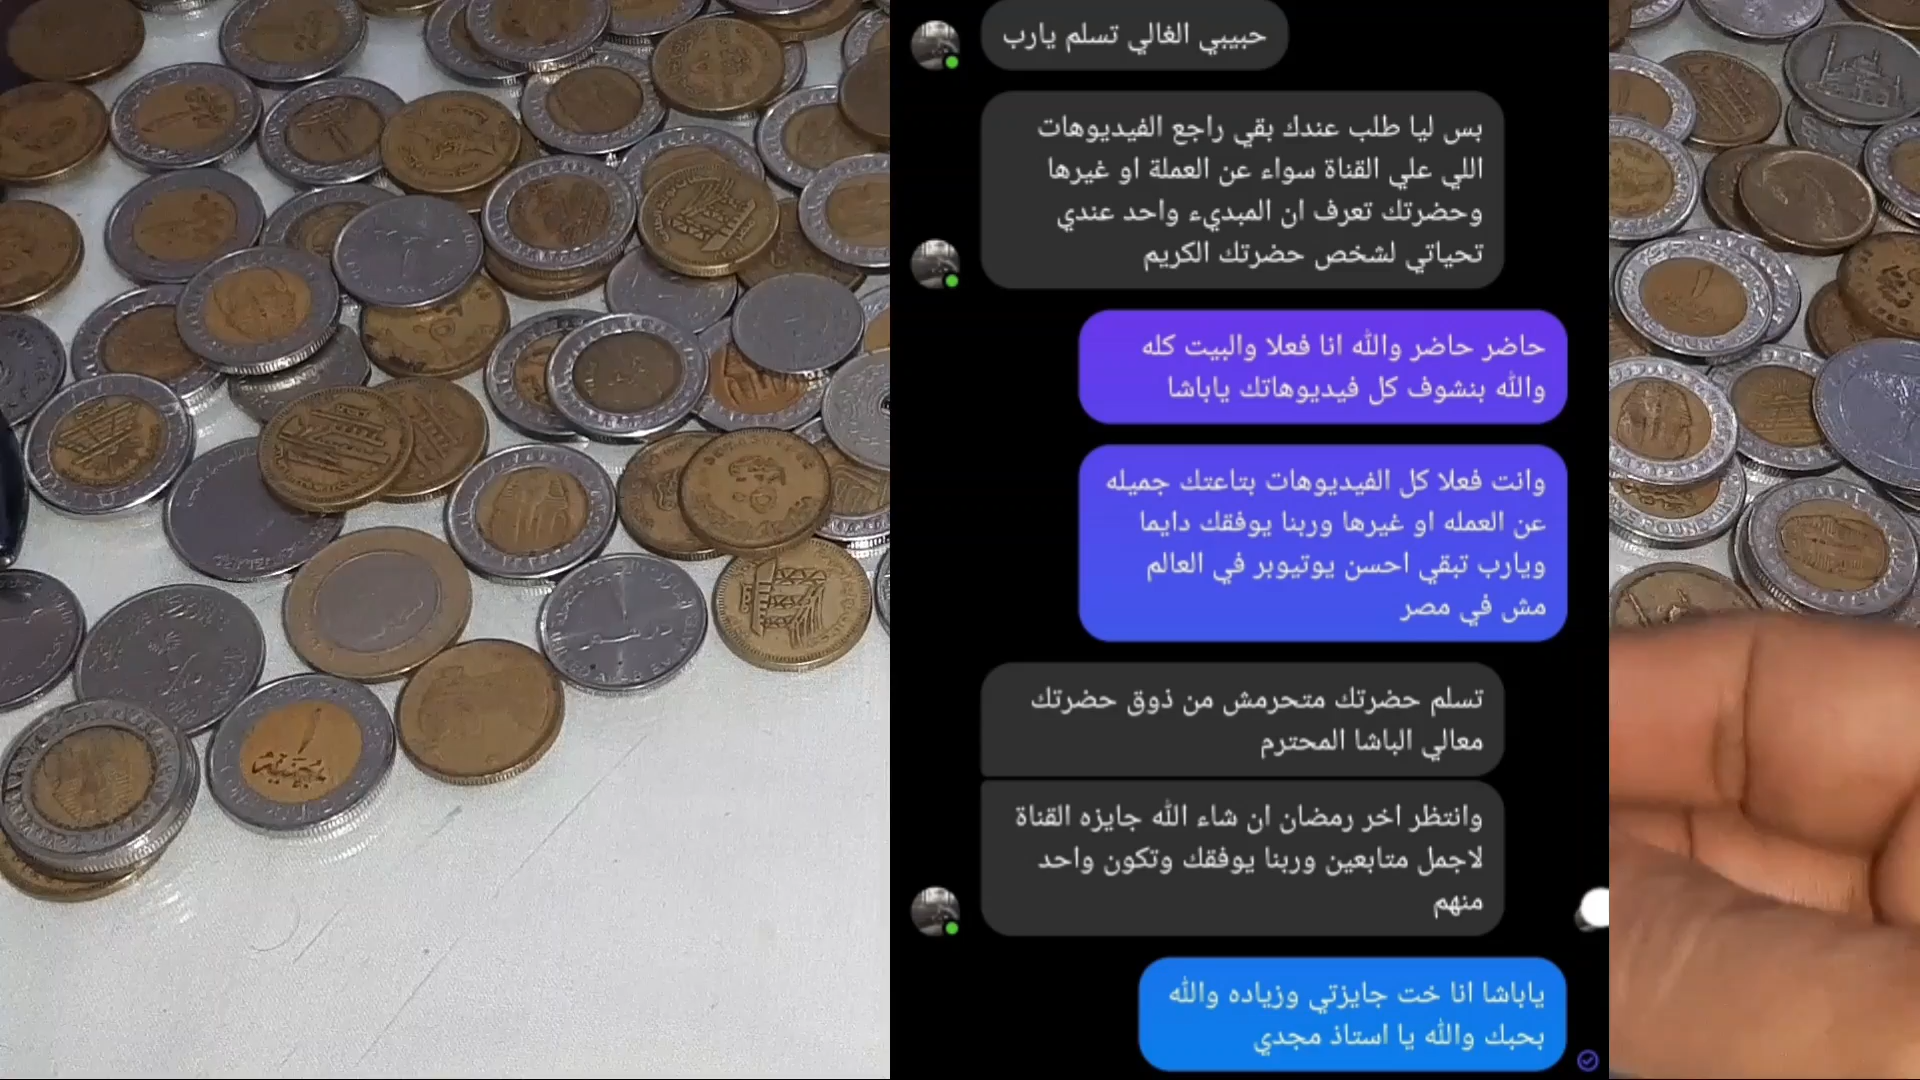 حبيبي الغالي تسلم يارب
بس ليا طلب عندك بقي راجع الفيديوهات
اللي علي القناة سواء عن العملة او غيرها
وحضرتك تعرف ان المبديء واحد عندي
تحياتي لشخص حضرتك الكريم
حاضر حاضر والله انا فعلا والبيت كله
والله بنشوف كل فيديوهاتك ياباشا
وانت فعلا كل الفيديوهات بتاعتك جميله
عن العمله او غيرها وربنا يوفقك دايما
ويارب تبقي احسن يوتيوبر في العالم
مش في مصر
تسلم حضرتك متحرمش من ذوق حضرتك
معالي الباشا المحترم
وانتظر اخر رمضان ان شاء الله جايزه القناة
لاجمل متابعين وربنا يوفقك وتكون واحد
منهم
ياباشا انا خت جايزتي وزياده والله
بحبك والله يا استاذ مجدي